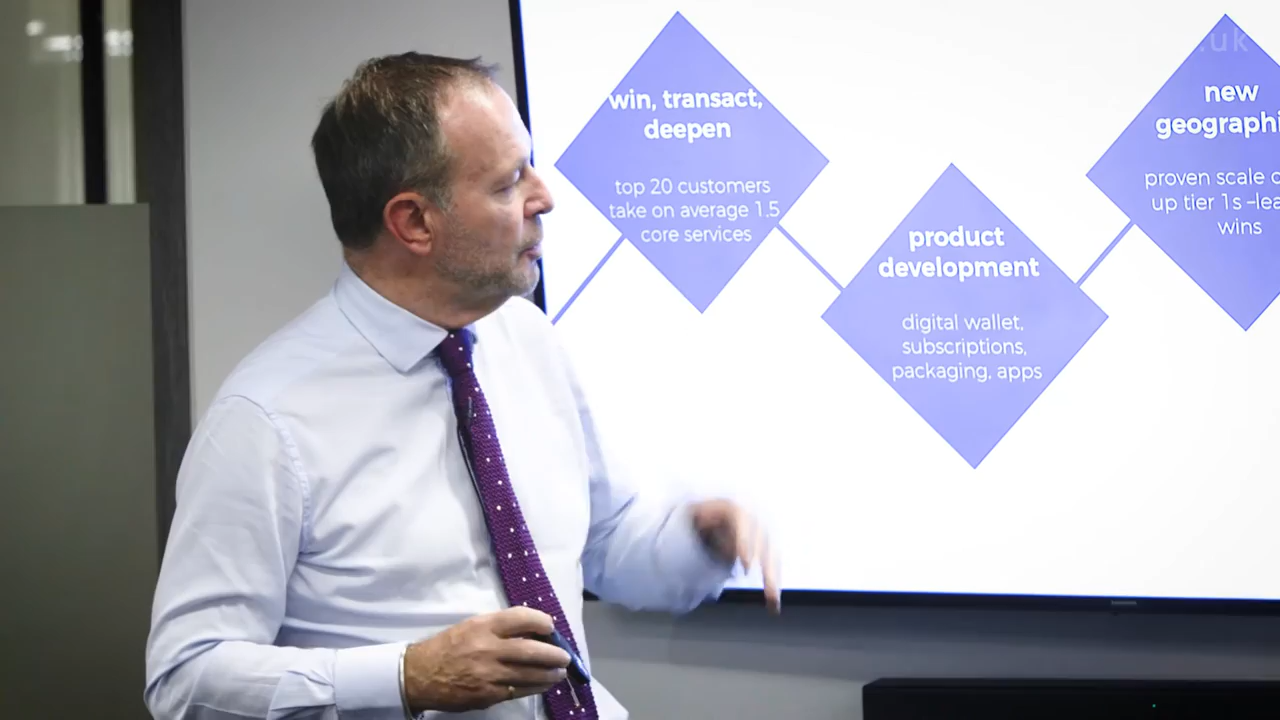 win, transact,
deepen
top 20 customers
take on average 1.5
core services
product
development
digital wallet,
subscriptions,
packaging, apps
.uk
new
proven scale
up tier 1s
wins